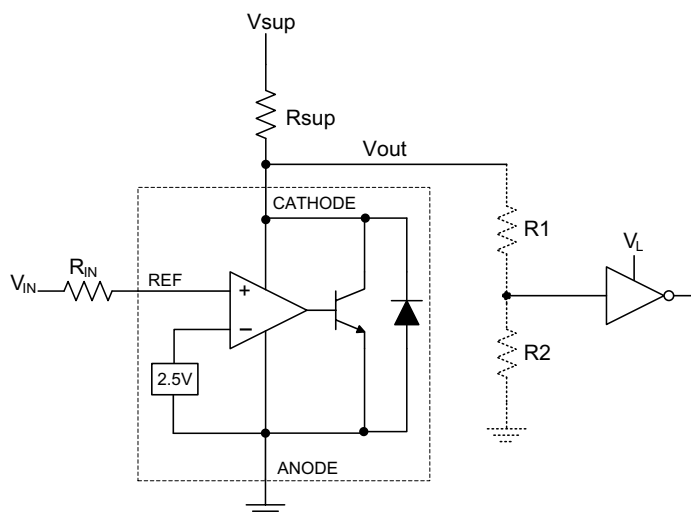 Vsup
Rsup
Vout
CATHODE
R1
VL
RIN
VIN
REF
+
–
2.5V
R2
ANODE